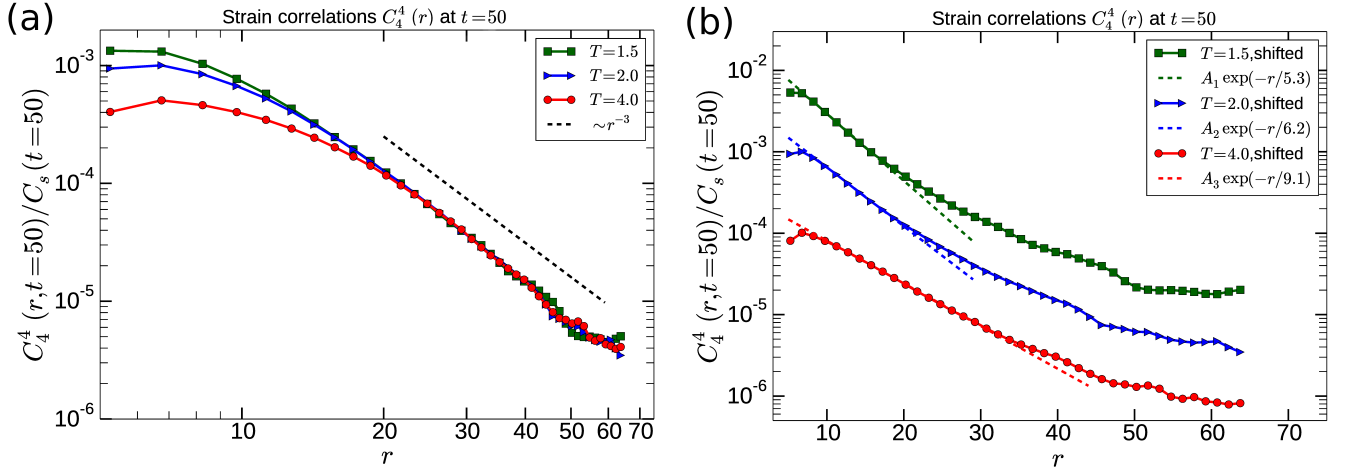 (a)
Strain correlations $C_4^4(r)$ at $t=50$
$C_4^4(r,t=50)/C_s(t=50)$
$10^{-3}$
$10^{-4}$
$10^{-5}$
$10^{-6}$
$T=1.5$
$T=2.0$
$T=4.0$
$\sim r^{-3}$
10 20 30 40 50 60 70
$r$
(b)
Strain correlations $C_4^4(r)$ at $t=50$
$C_4^4(r,t=50)/C_s(t=50)$
$10^{-2}$
$10^{-3}$
$10^{-4}$
$10^{-5}$
$10^{-6}$
$T=1.5$,shifted
$A_1\exp(-r/5.3)$
$T=2.0$,shifted
$A_2\exp(-r/6.2)$
$T=4.0$,shifted
$A_3\exp(-r/9.1)$
10 20 30 40 50 60 70
$r$